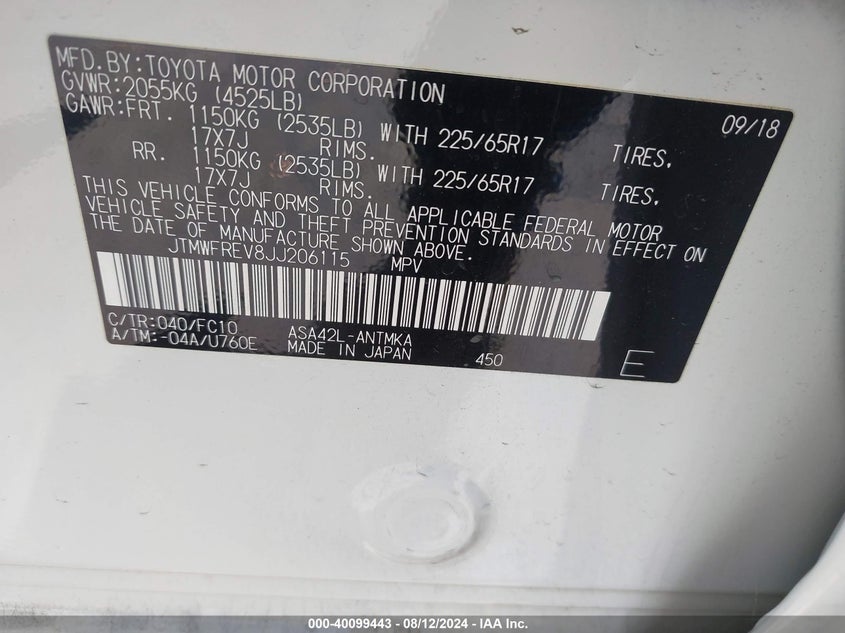 MFD.BY:TOYOTA MOTOR CORPORATION 09/18
GVWR:2055KG (4525LB)
GAWR:FRT. 1150KG (2535LB) WITH 225/65R17 TIRES,
17X7J RIMS.
RR. 1150KG (2535LB) WITH 225/65R17 TIRES,
17X7J RIMS.
THIS VEHICLE CONFORMS TO ALL APPLICABLE FEDERAL MOTOR
VEHICLE SAFETY AND THEFT PREVENTION STANDARDS IN EFFECT ON
THE DATE OF MANUFACTURE SHOWN ABOVE.
JTMWFREV8JJ206115 MPV
C/TR:040/FC10 ASA42L-ANTMKA
A/TM:-04A/U760E MADE IN JAPAN 450 E
000-40099443 - 08/12/2024 - IAA Inc.